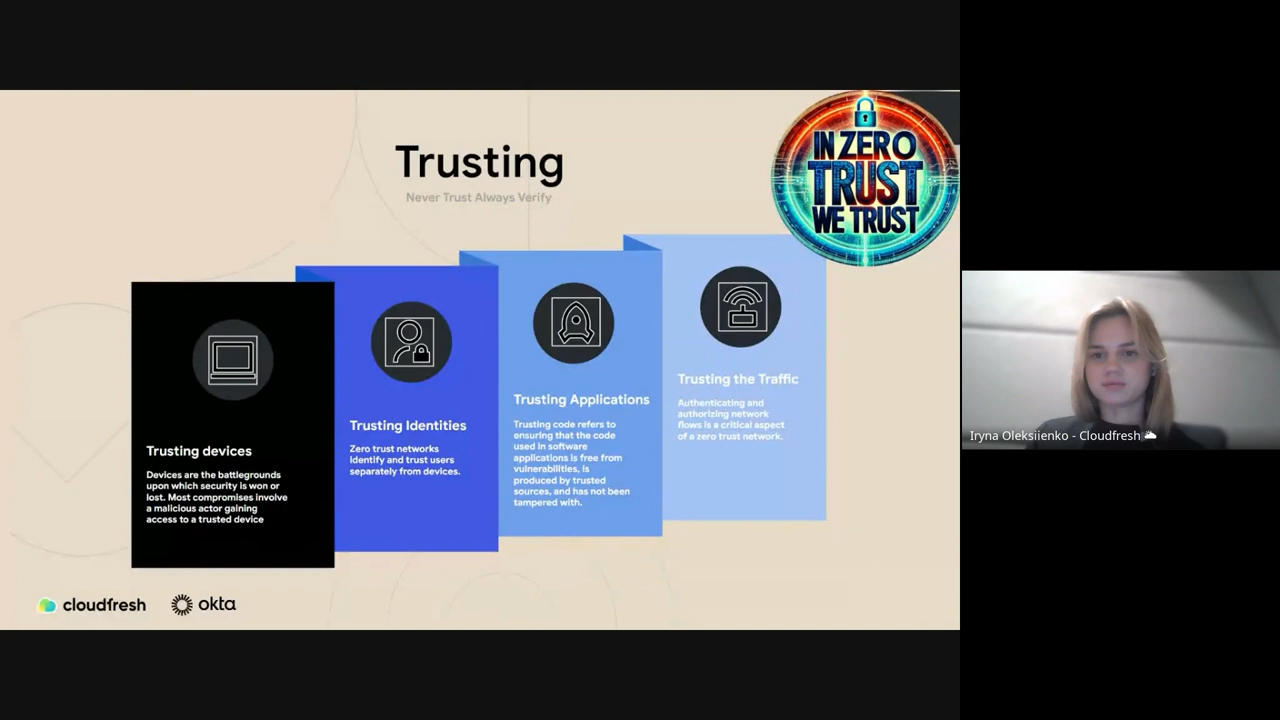 Trusting
Never Trust Always Verify
IN ZERO
TRUST
WE TRUST
Trusting devices
Devices are the battlegrounds
upon which security is won or
lost. Most compromises involve
a malicious actor gaining
access to a trusted device
Trusting Identities
Zero trust networks
identify and trust users
separately from devices.
Trusting Applications
Trusting code refers to
ensuring that the code
used in software
applications is free from
vulnerabilities, is
produced by trusted
sources, and has not been
tampered with.
Trusting the Traffic
Authenticating and
authorizing network
flows is a critical aspect
of a zero trust network.
cloudfresh
okta
Iryna Oleksiienko - Cloudfresh